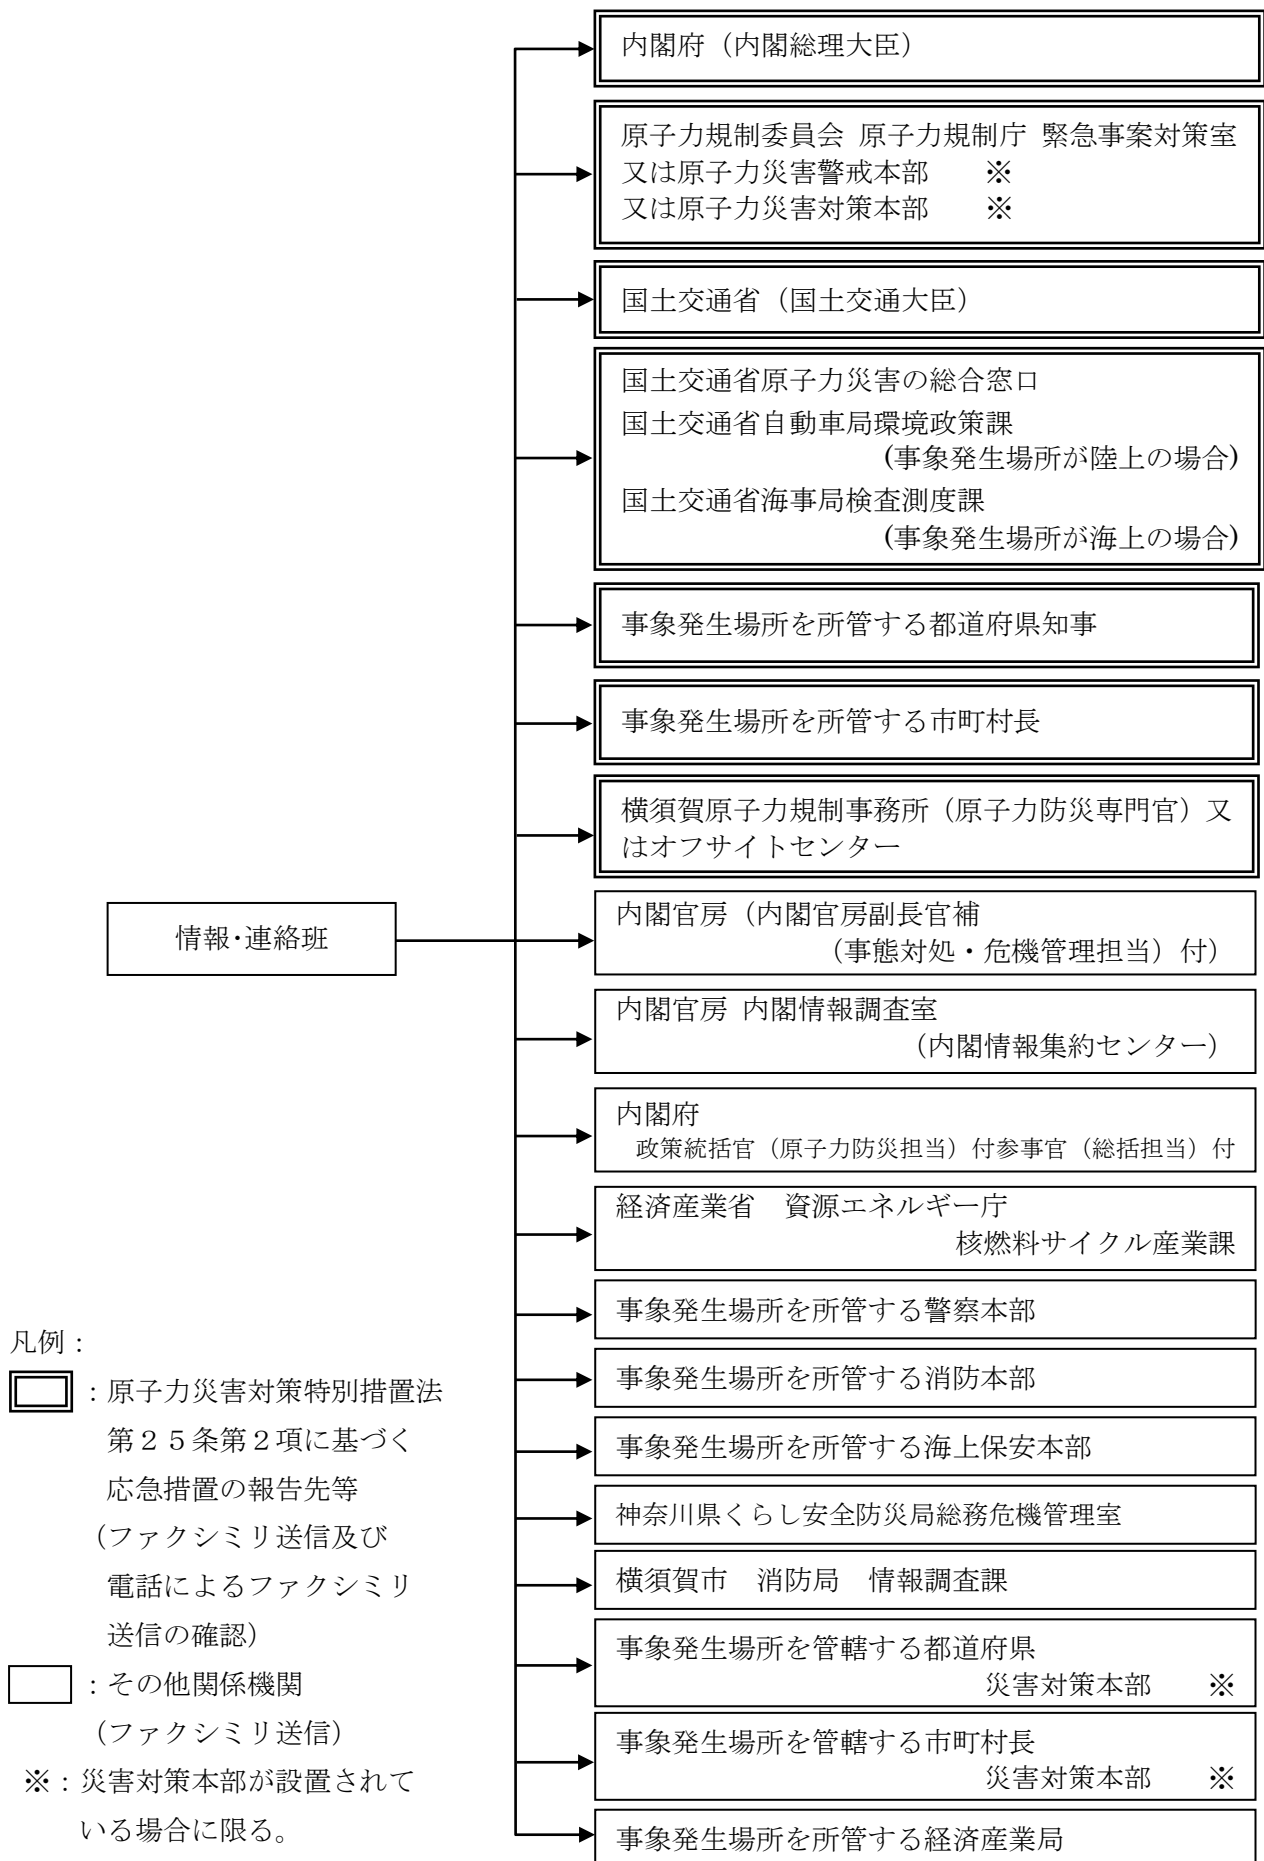 内閣府（内閣総理大臣）
原子力規制委員会 原子力規制庁 緊急事案対策室
又は原子力災害警戒本部　　※
又は原子力災害対策本部　　※
国土交通省（国土交通大臣）
国土交通省原子力災害の総合窓口
国土交通省自動車局環境政策課
(事象発生場所が陸上の場合)
国土交通省海事局検査測度課
(事象発生場所が海上の場合)
事象発生場所を所管する都道府県知事
事象発生場所を所管する市町村長
横須賀原子力規制事務所（原子力防災専門官）又
はオフサイトセンター
情報･連絡班
内閣官房（内閣官房副長官補
（事態対処・危機管理担当）付）
内閣官房 内閣情報調査室
（内閣情報集約センター）
内閣府
政策統括官（原子力防災担当）付参事官（総括担当）付
経済産業省　資源エネルギー庁
核燃料サイクル産業課
事象発生場所を所管する警察本部
事象発生場所を所管する消防本部
事象発生場所を所管する海上保安本部
神奈川県くらし安全防災局総務危機管理室
横須賀市　消防局　情報調査課
事象発生場所を管轄する都道府県
災害対策本部　　※
事象発生場所を管轄する市町村長
災害対策本部　　※
事象発生場所を所管する経済産業局
凡例：
：原子力災害対策特別措置法
第２５条第２項に基づく
応急措置の報告先等
（ファクシミリ送信及び
電話によるファクシミリ
送信の確認）
：その他関係機関
（ファクシミリ送信）
※：災害対策本部が設置されて
いる場合に限る。